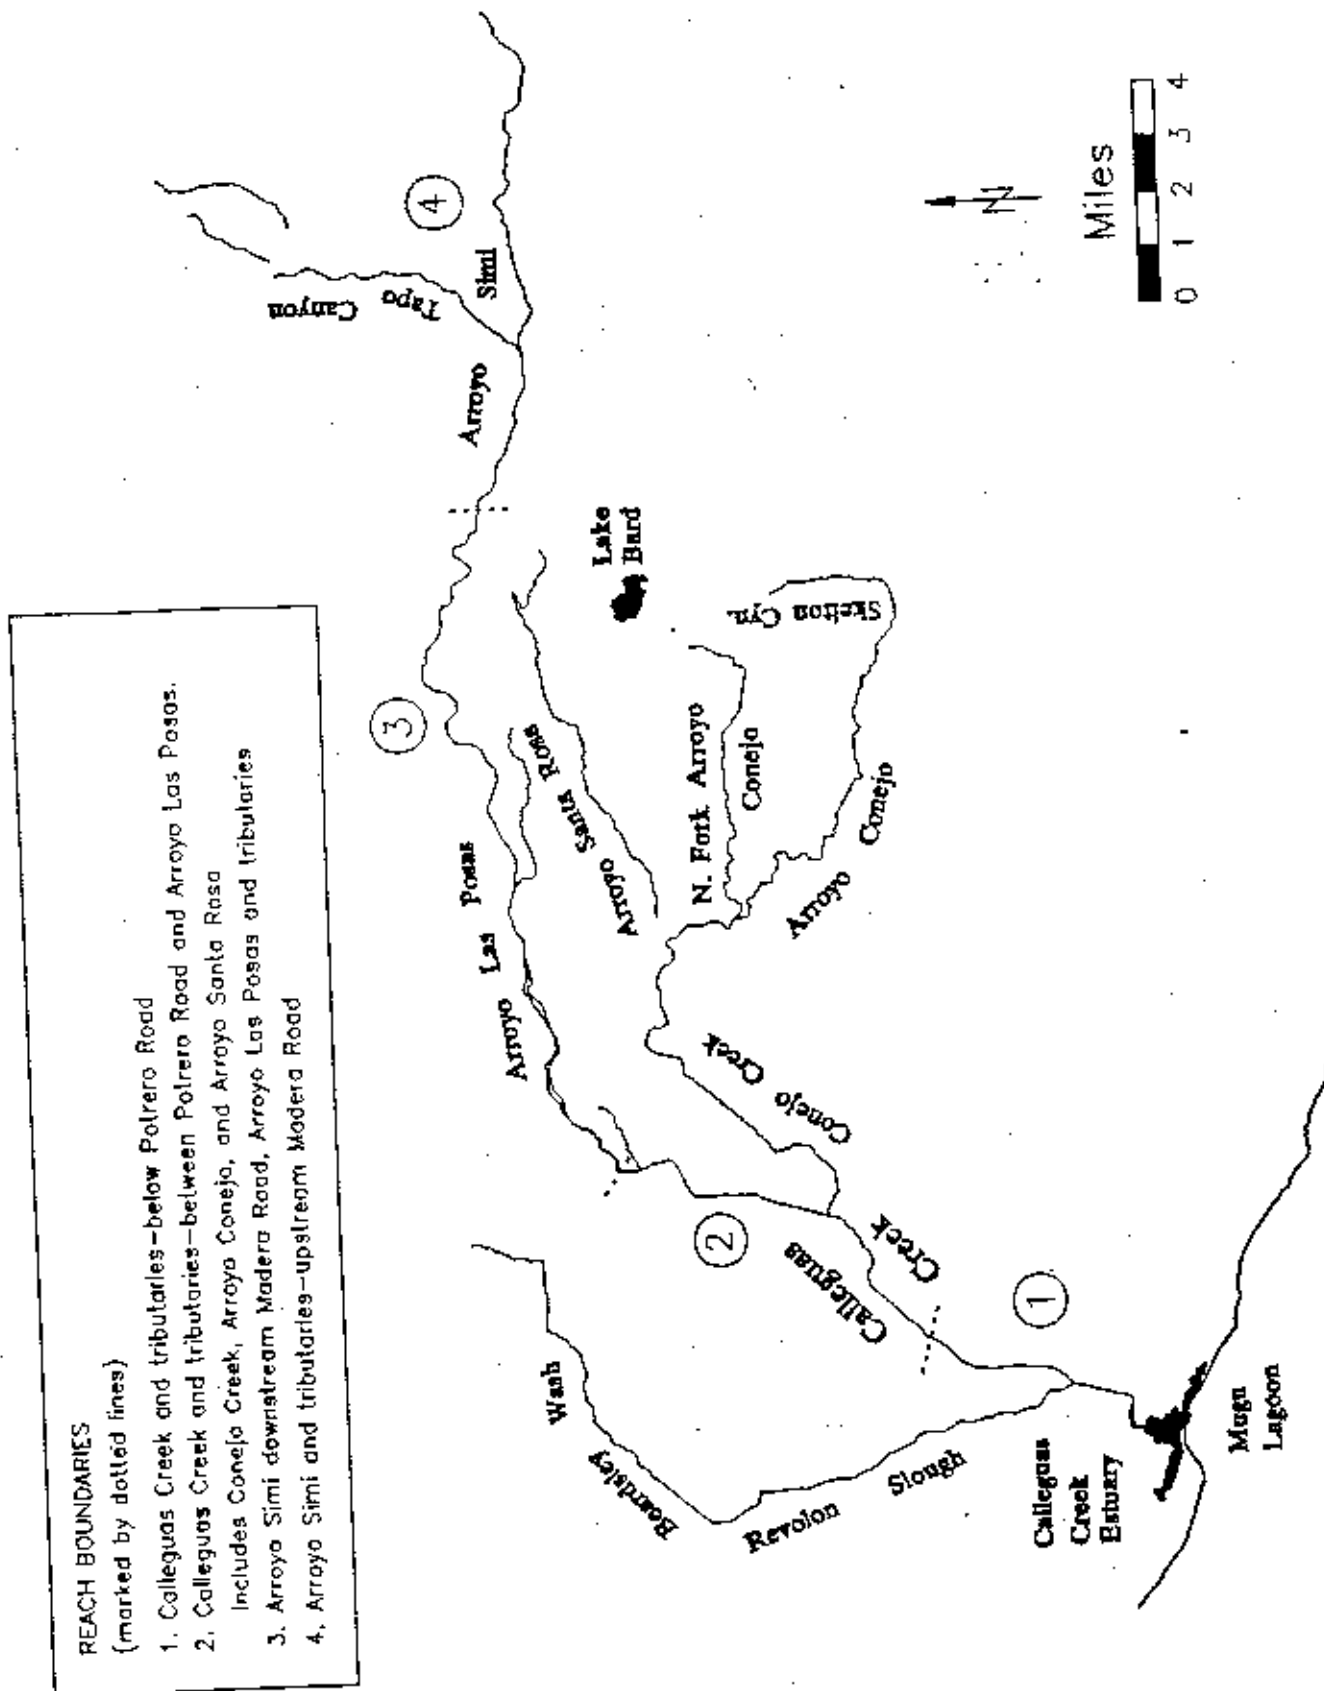 REACH BOUNDARIES
(marked by dotted lines)
1. Calleguas Creek and tributaries-below Potrero Road
2. Calleguas Creek and tributaries-between Potrero Road and Arroyo Las Posas.
Includes Conejo Creek, Arroyo Conejo, and Arroyo Santa Rosa
3. Arroyo Simi downstream Madera Road, Arroyo Las Posas and tributaries
4. Arroyo Simi and tributaries-upstream Madera Road
Beardsley
Wash
Revolon
Slough
Calleguas
Creek
Estuary
Mugu
Lagoon
1
Calleguas
Creek
2
Conejo Creek
Arroyo Las Posas
3
Arroyo Santa Rosa
N. Fork Arroyo
Conejo
Arroyo Conejo
Skelton Cyn.
Lake
Bard
Arroyo
Simi
Tapo
Canyon
4
N
Miles
0 1 2 3 4